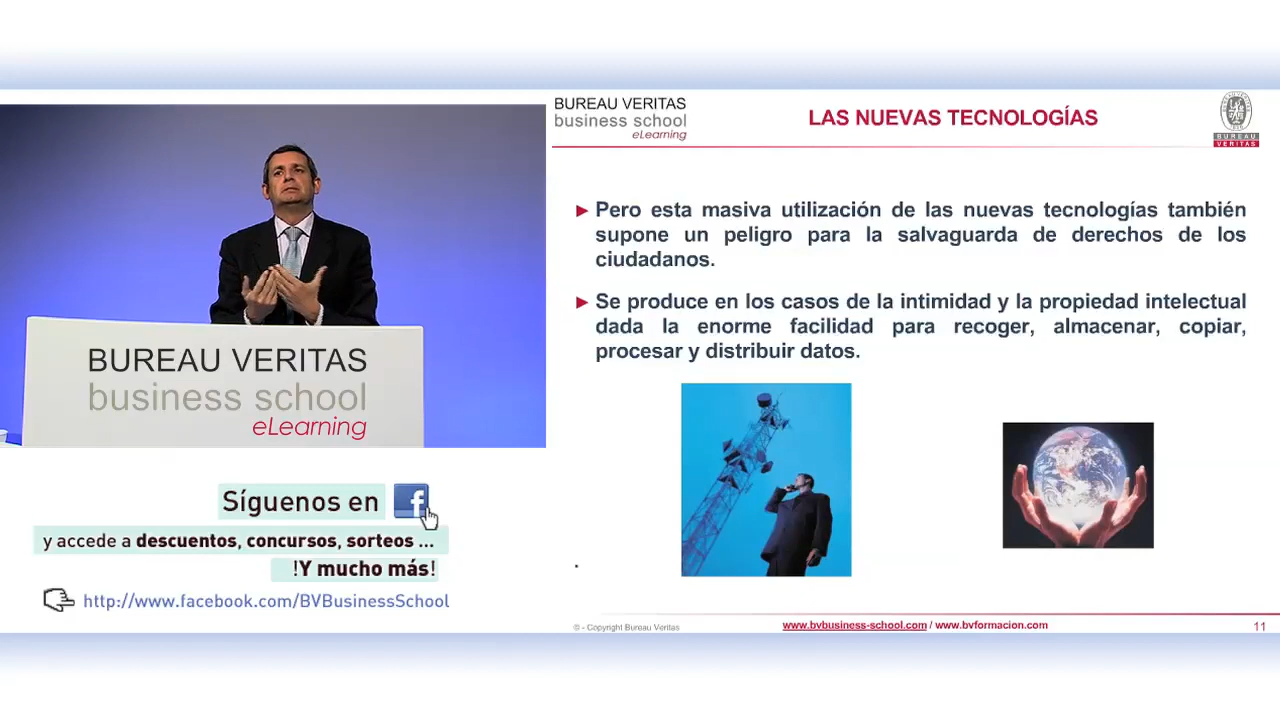 BUREAU VERITAS
business school
eLearning
Síguenos en
y accede a descuentos, concursos, sorteos ...
!Y mucho más!
http://www.facebook.com/BVBusinessSchool
BUREAU VERITAS
business school
eLearning
LAS NUEVAS TECNOLOGÍAS
BUREAU
VERITAS
Pero esta masiva utilización de las nuevas tecnologías también
supone un peligro para la salvaguarda de derechos de los
ciudadanos.
Se produce en los casos de la intimidad y la propiedad intelectual
dada la enorme facilidad para recoger, almacenar, copiar,
procesar y distribuir datos.
© - Copyright Bureau Veritas
www.bvbusiness-school.com / www.bvformacion.com
11